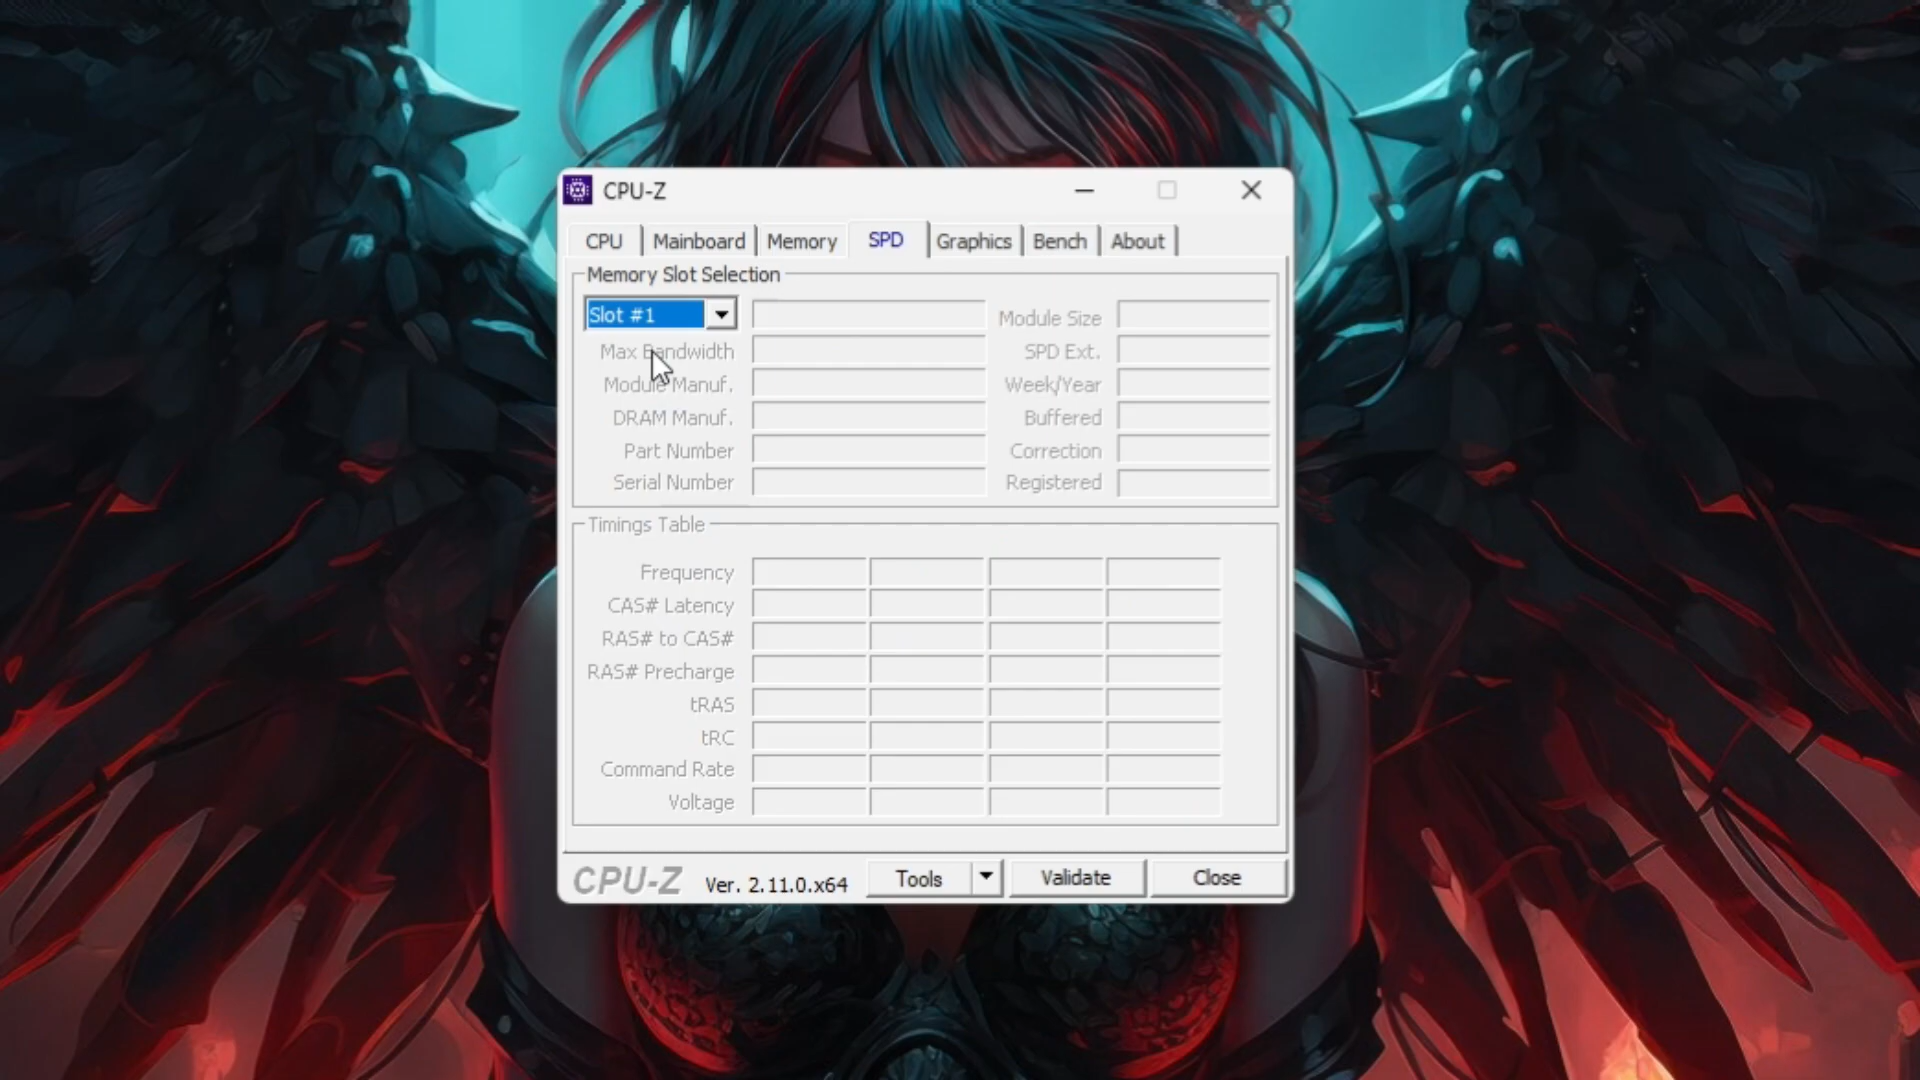 CPU-Z
CPU Mainboard Memory SPD Graphics Bench About
Memory Slot Selection
Slot #1 Module Size
Max Bandwidth SPD Ext.
Module Manuf. Week/Year
DRAM Manuf. Buffered
Part Number Correction
Serial Number Registered
Timings Table
Frequency
CAS# Latency
RAS# to CAS#
RAS# Precharge
tRAS
tRC
Command Rate
Voltage
CPU-Z Ver. 2.11.0.x64 Tools Validate Close